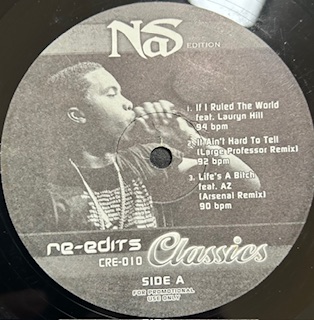 NaS EDITION
1. If I Ruled The World
feat. Lauryn Hill
94 bpm
2. It Ain't Hard To Tell
(Large Professor Remix)
92 bpm
3. Life's A Bitch
feat. AZ
(Arsenal Remix)
90 bpm
re-edits Classics
CRE-010
SIDE A
FOR PROMOTIONAL
USE ONLY